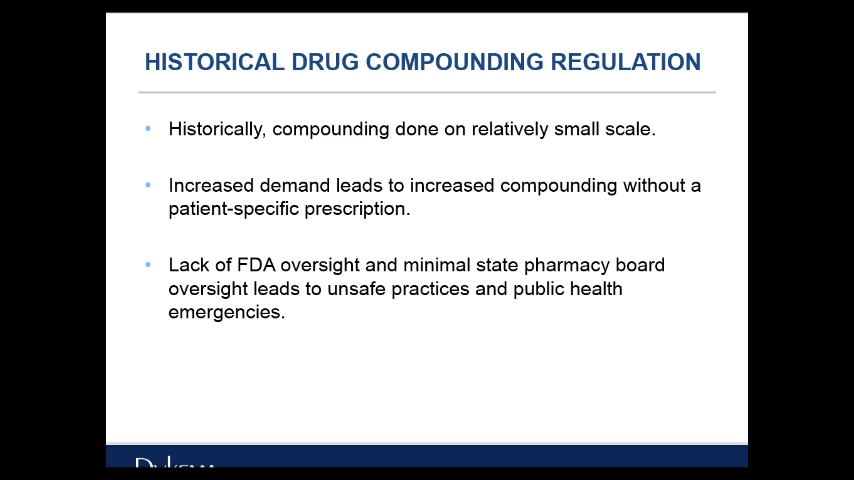 HISTORICAL DRUG COMPOUNDING REGULATION
• Historically, compounding done on relatively small scale.
• Increased demand leads to increased compounding without a
patient-specific prescription.
• Lack of FDA oversight and minimal state pharmacy board
oversight leads to unsafe practices and public health
emergencies.
Dykema